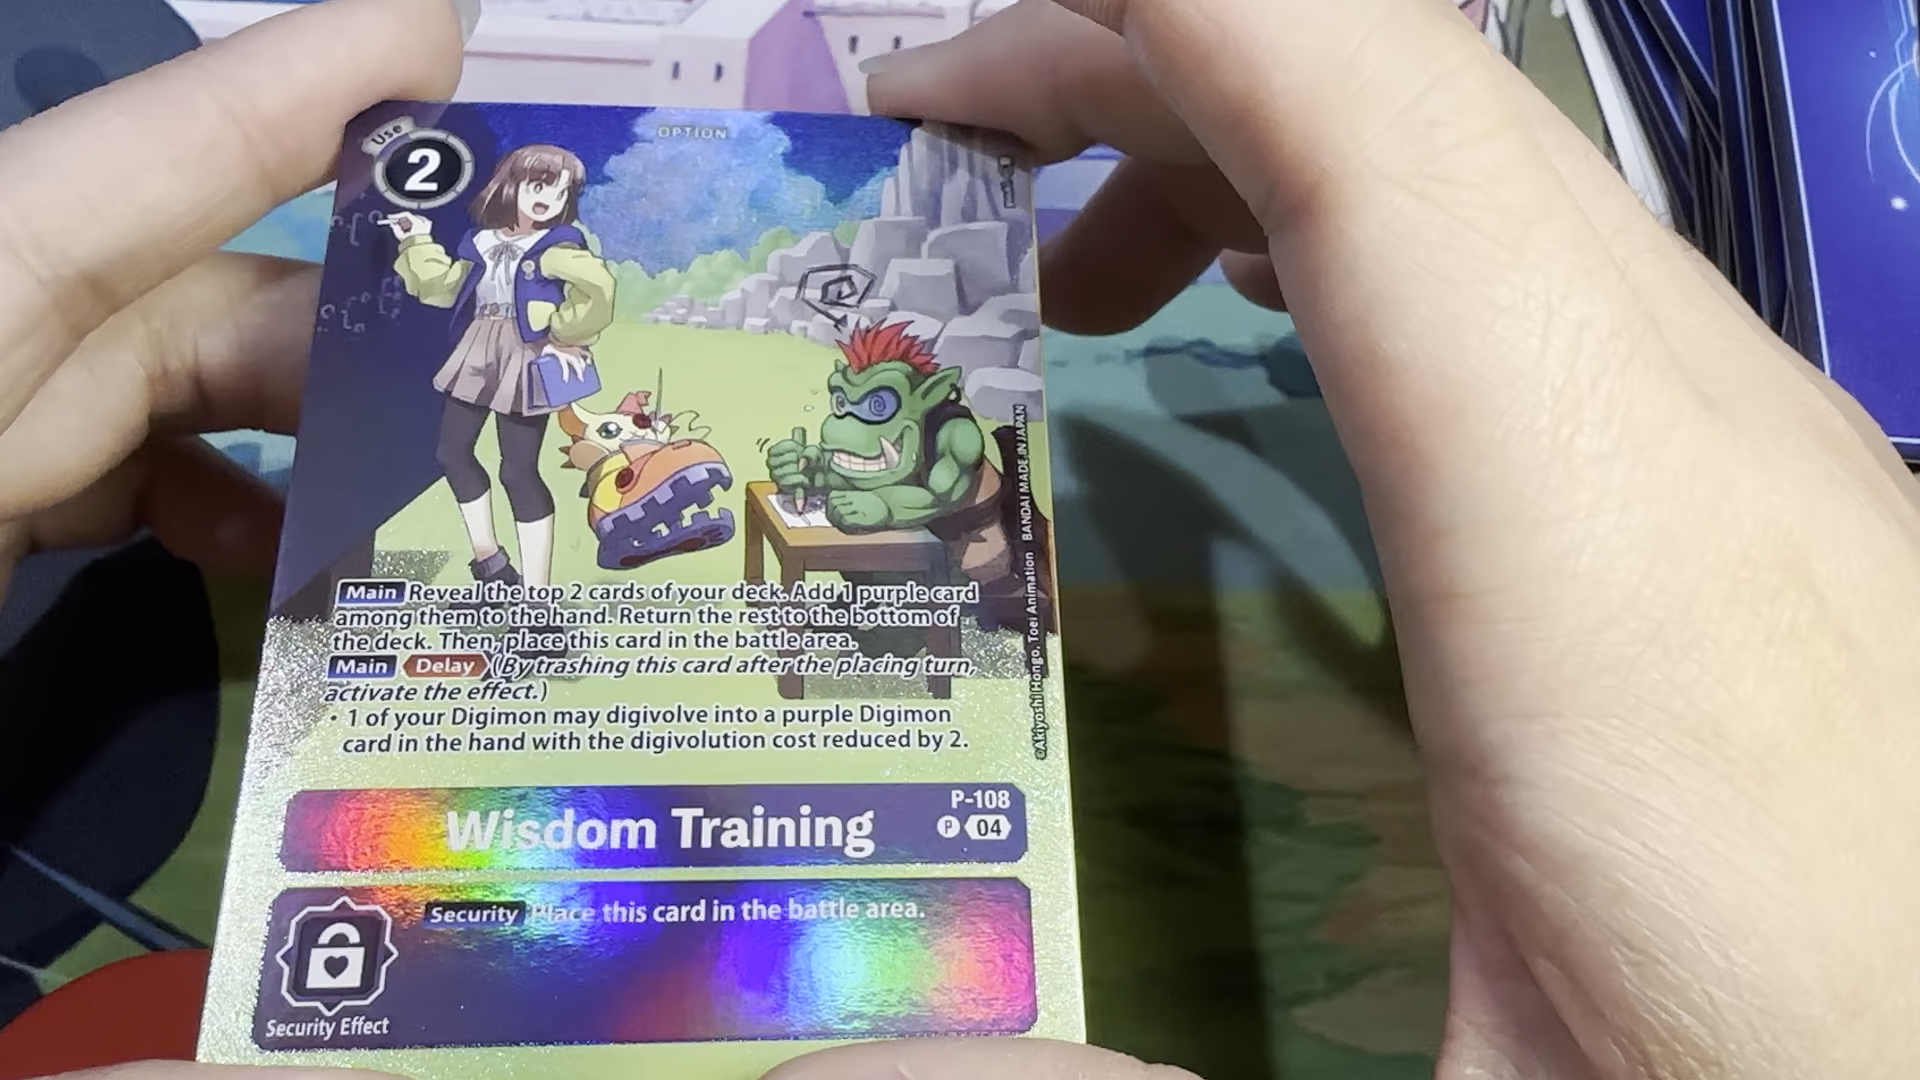 Use
2
OPTION
Main Reveal the top 2 cards of your deck. Add 1 purple card
among them to the hand. Return the rest to the bottom of
the deck. Then, place this card in the battle area.
Main Delay (By trashing this card after the placing turn,
activate the effect.)
• 1 of your Digimon may digivolve into a purple Digimon
card in the hand with the digivolution cost reduced by 2.
©Akiyoshi Hongo, Toei Animation BANDAI MADE IN JAPAN
P-108
Wisdom Training
P 04
Security Place this card in the battle area.
Security Effect